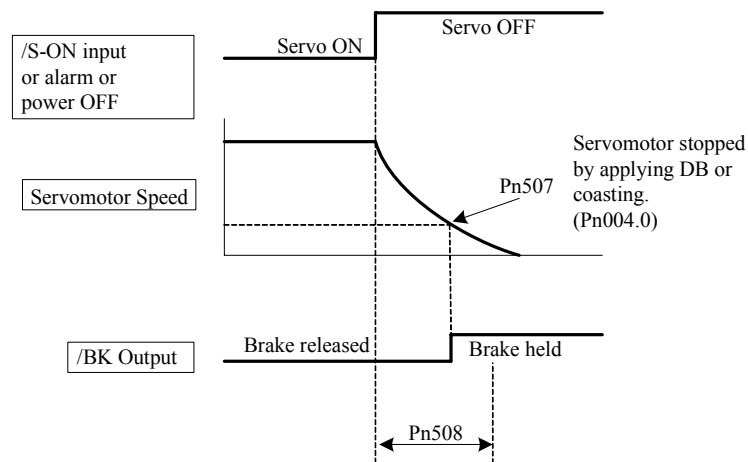 Servo ON
Servo OFF
/S-ON input
or alarm or
power OFF
Servomotor Speed
Pn507
Servomotor stopped
by applying DB or
coasting.
(Pn004.0)
/BK Output
Brake released
Brake held
Pn508